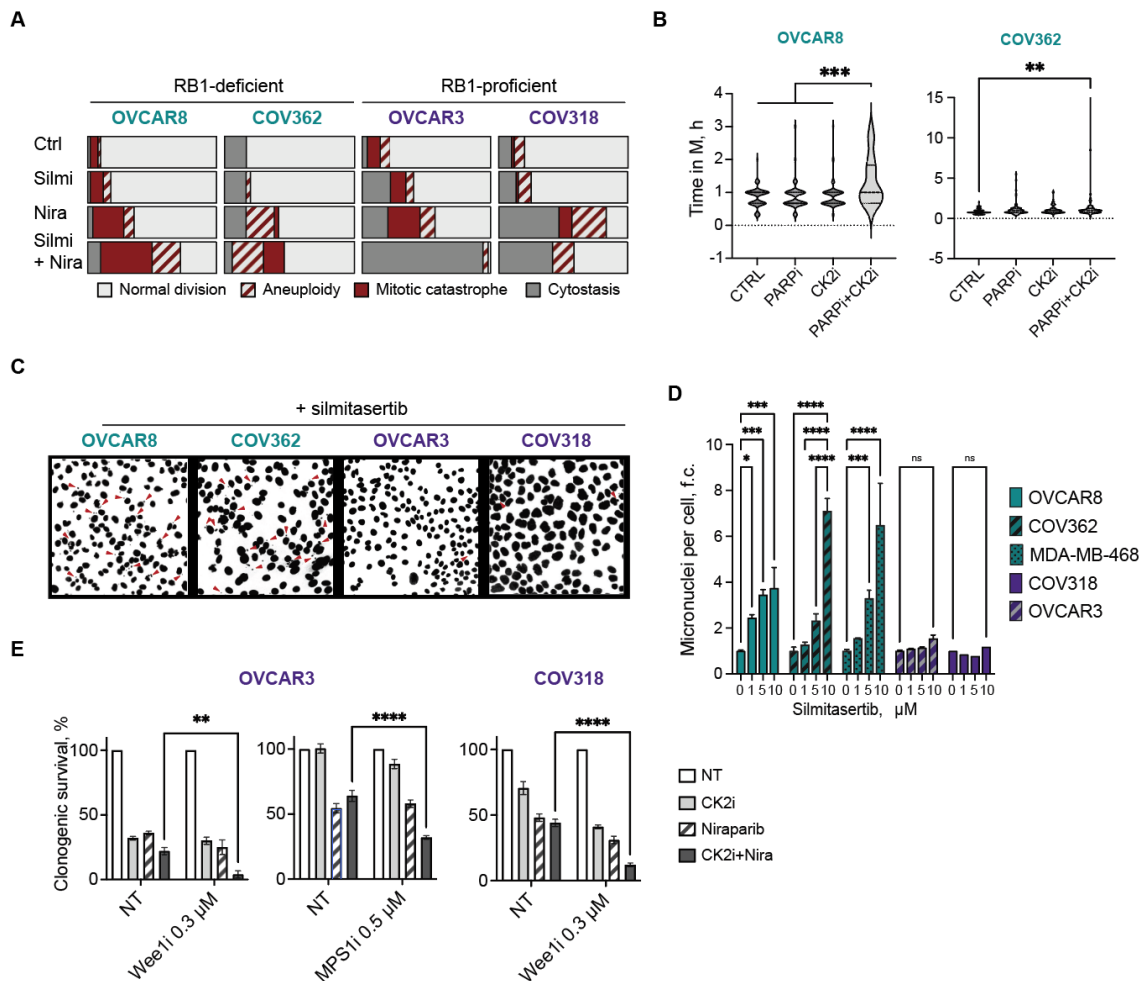 A
RB1-deficient RB1-proficient
OVCAR8 COV362 OVCAR3 COV318
Ctrl
Silmi
Nira
Silmi
+ Nira
Normal division Aneuploidy Mitotic catastrophe Cytostasis
B
OVCAR8 COV362
***
**
Time in M, h
4
3
2
1
0
-1
CTRL
PARPi
CK2i
PARPi+CK2i
15
10
5
0
-5
CTRL
PARPi
CK2i
PARPi+CK2i
C
+ silmitasertib
OVCAR8 COV362 OVCAR3 COV318
D
Micronuclei per cell, f.c.
10
8
6
4
2
0
***
***
*
****
****
****
****
***
ns
ns
0 1 5 10 0 1 5 10 0 1 5 10 0 1 5 10 0 1 5 10
Silmitasertib, μM
OVCAR8
COV362
MDA-MB-468
COV318
OVCAR3
E
OVCAR3 COV318
Clonogenic survival, %
100
50
0
**
NT
Wee1i 0.3 μM
100
50
0
****
NT
MPS1i 0.5 μM
100
50
0
****
NT
Wee1i 0.3 μM
NT
CK2i
Niraparib
CK2i+Nira